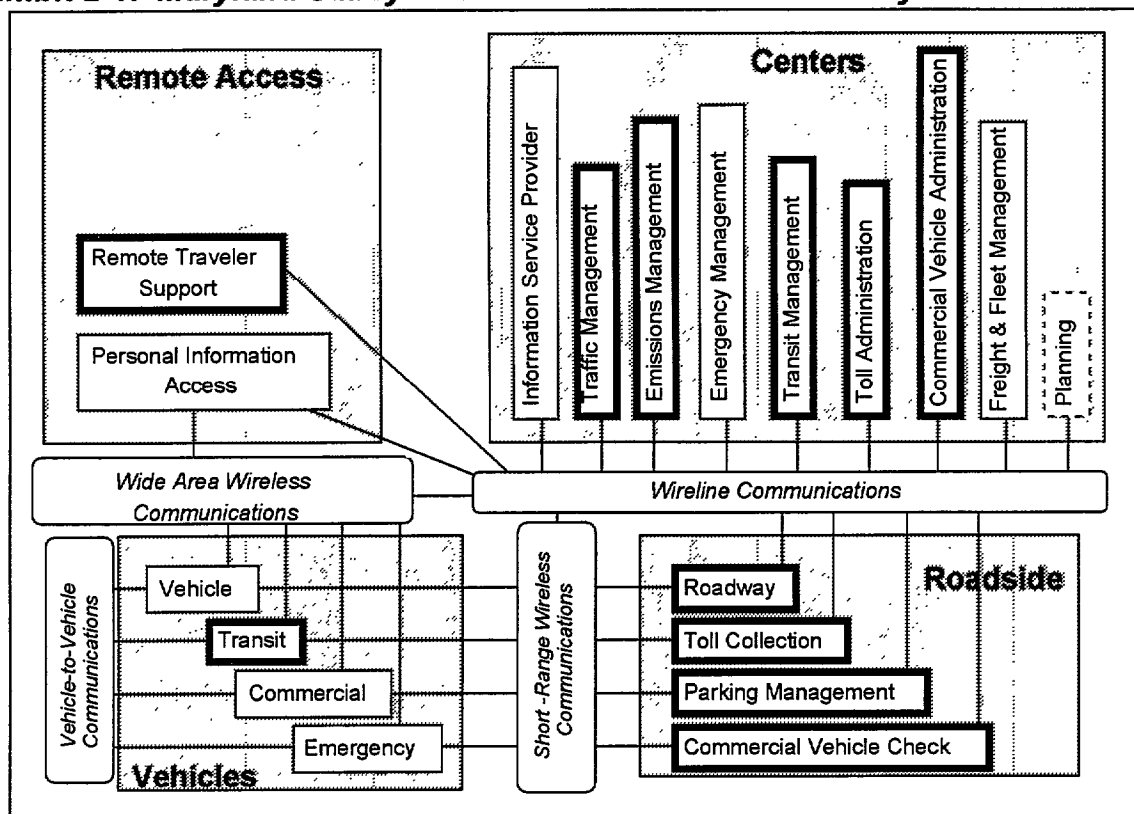 Remote Access
Remote Traveler
Support
Personal Information
Access
Centers
Information Service Provider
Traffic Management
Emissions Management
Emergency Management
Transit Management
Toll Administration
Commercial Vehicle Administration
Freight & Fleet Management
Planning
Wide Area Wireless
Communications
Wireline Communications
Vehicle-to-Vehicle
Communications
Vehicle
Transit
Commercial
Emergency
Vehicles
Short-Range Wireless
Communications
Roadside
Roadway
Toll Collection
Parking Management
Commercial Vehicle Check